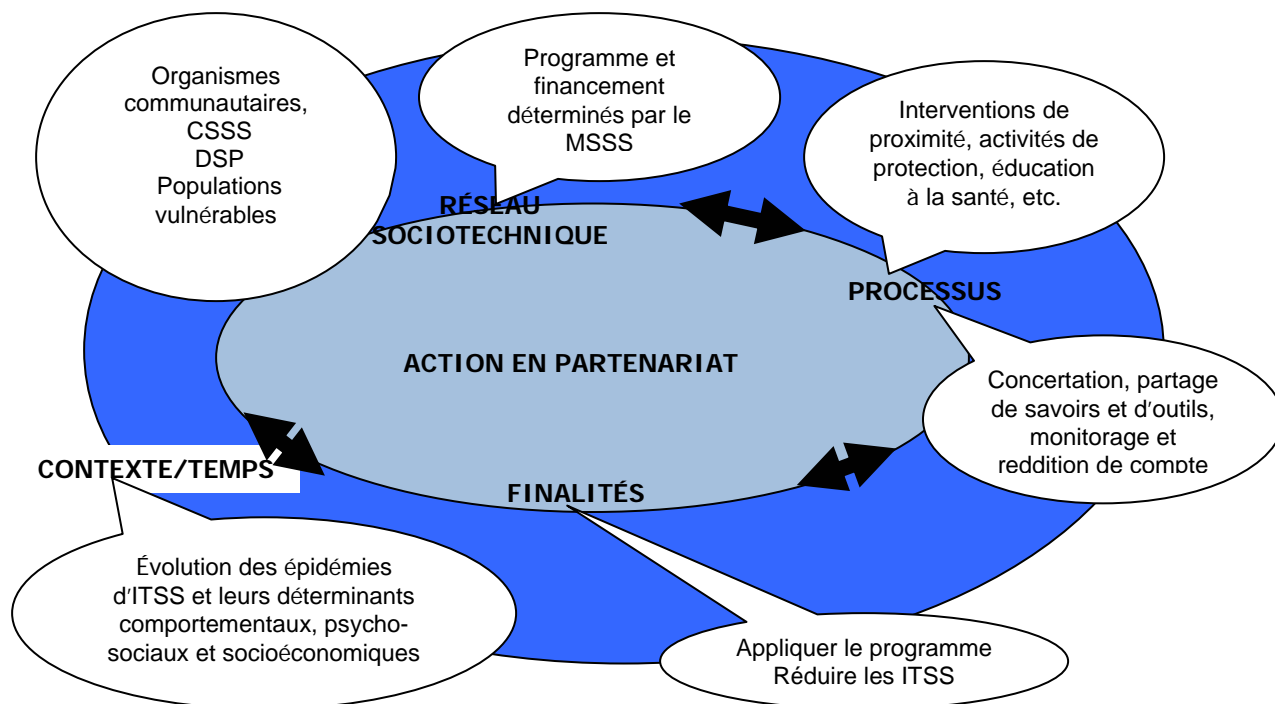 Organismes
communautaires,
CSSS
DSP
Populations
vulnérables
Programme et
financement
déterminés par le
MSSS
Interventions de
proximité, activités de
protection, éducation
à la santé, etc.
RÉSEAU
SOCIOTECHNIQUE
PROCESSUS
ACTION EN PARTENARIAT
Concertation, partage
de savoirs et d'outils,
monitorage et
reddition de compte
CONTEXTE/TEMPS
FINALITÉS
Évolution des épidémies
d'ITSS et leurs déterminants
comportementaux, psycho-
sociaux et socioéconomiques
Appliquer le programme
Réduire les ITSS